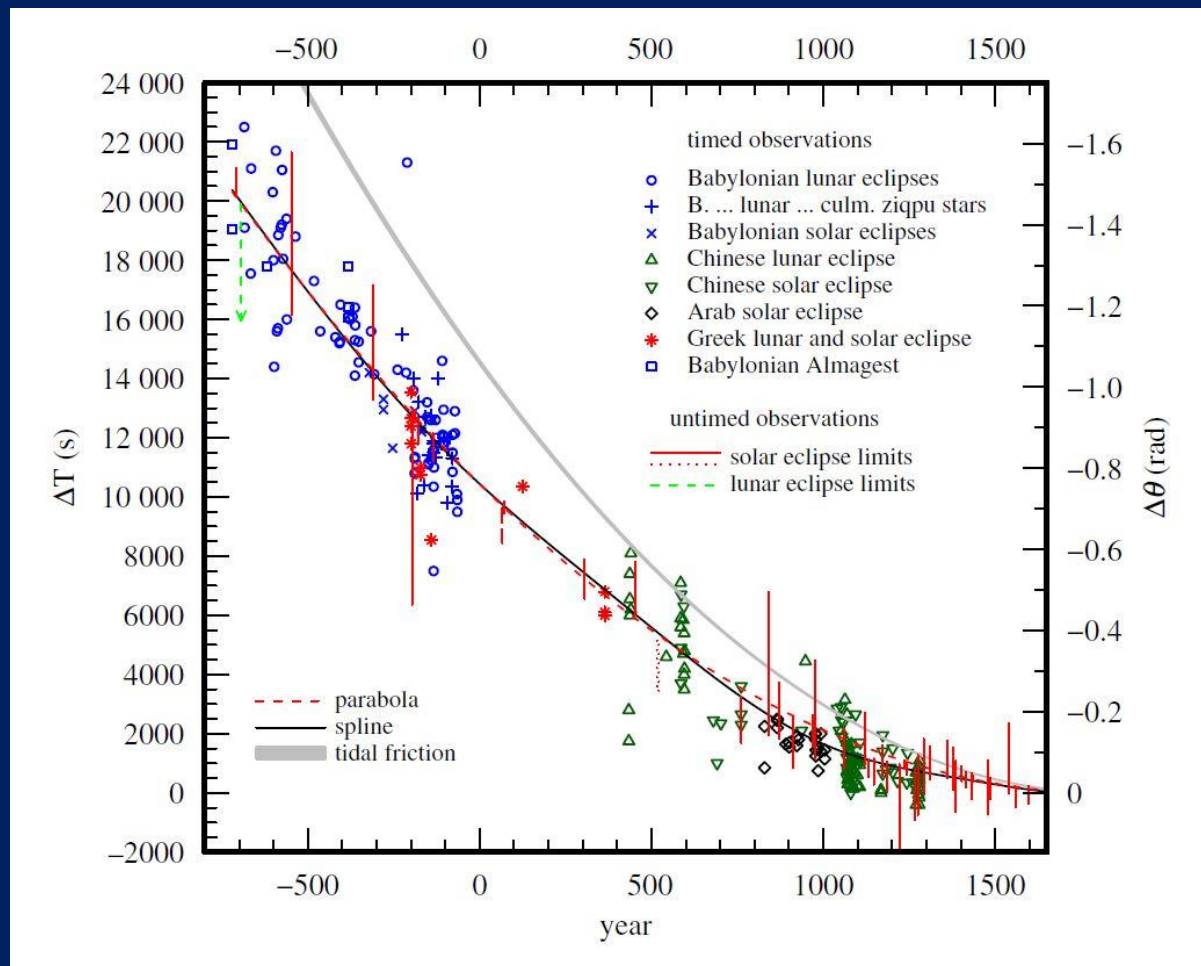 −500 0 500 1000 1500
24 000
22 000
20 000
18 000
16 000
14 000
12 000
10 000
8000
6000
4000
2000
0
−2000
ΔT (s)
timed observations
Babylonian lunar eclipses
B. ... lunar ... culm. ziqpu stars
Babylonian solar eclipses
Chinese lunar eclipse
Chinese solar eclipse
Arab solar eclipse
Greek lunar and solar eclipse
Babylonian Almagest
untimed observations
solar eclipse limits
lunar eclipse limits
parabola
spline
tidal friction
−1.6
−1.4
−1.2
−1.0
−0.8
−0.6
−0.4
−0.2
0
Δθ (rad)
−500 0 500 1000 1500
year